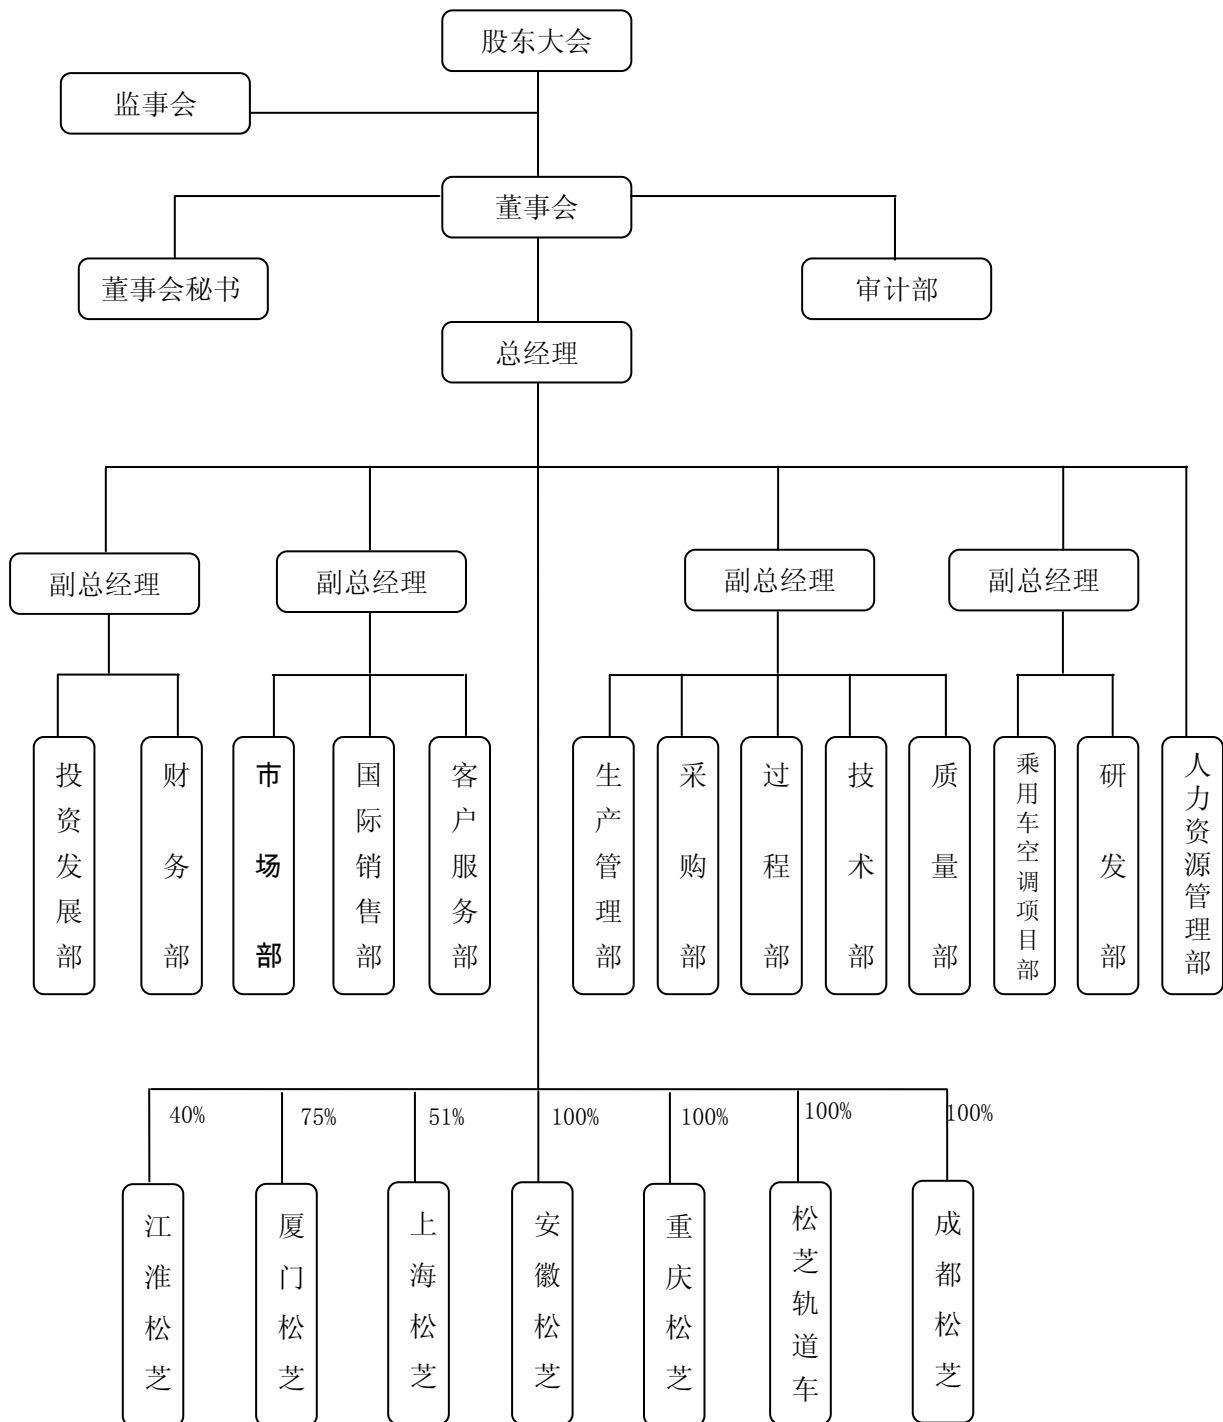 股东大会
监事会
董事会
董事会秘书
审计部
总经理
副总经理
副总经理
副总经理
副总经理
投资发展部
财务部
市场部
国际销售部
客户服务部
生产管理部
采购部
过程部
技术部
质量部
乘用车空调项目部
研发部
人力资源管理部
40%
75%
51%
100%
100%
100%
100%
江淮松芝
厦门松芝
上海松芝
安徽松芝
重庆松芝
松芝轨道车
成都松芝